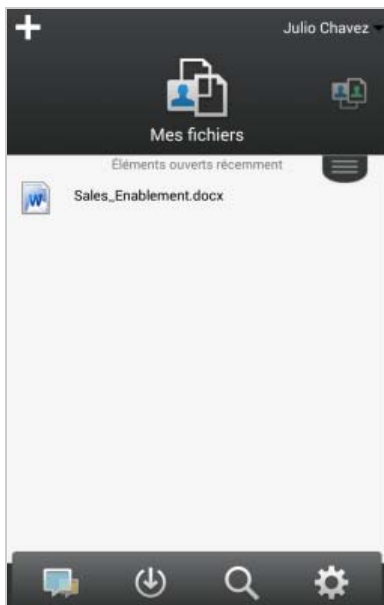 Julio Chavez
Mes fichiers
Éléments ouverts récemment
Sales_Enablement.docx